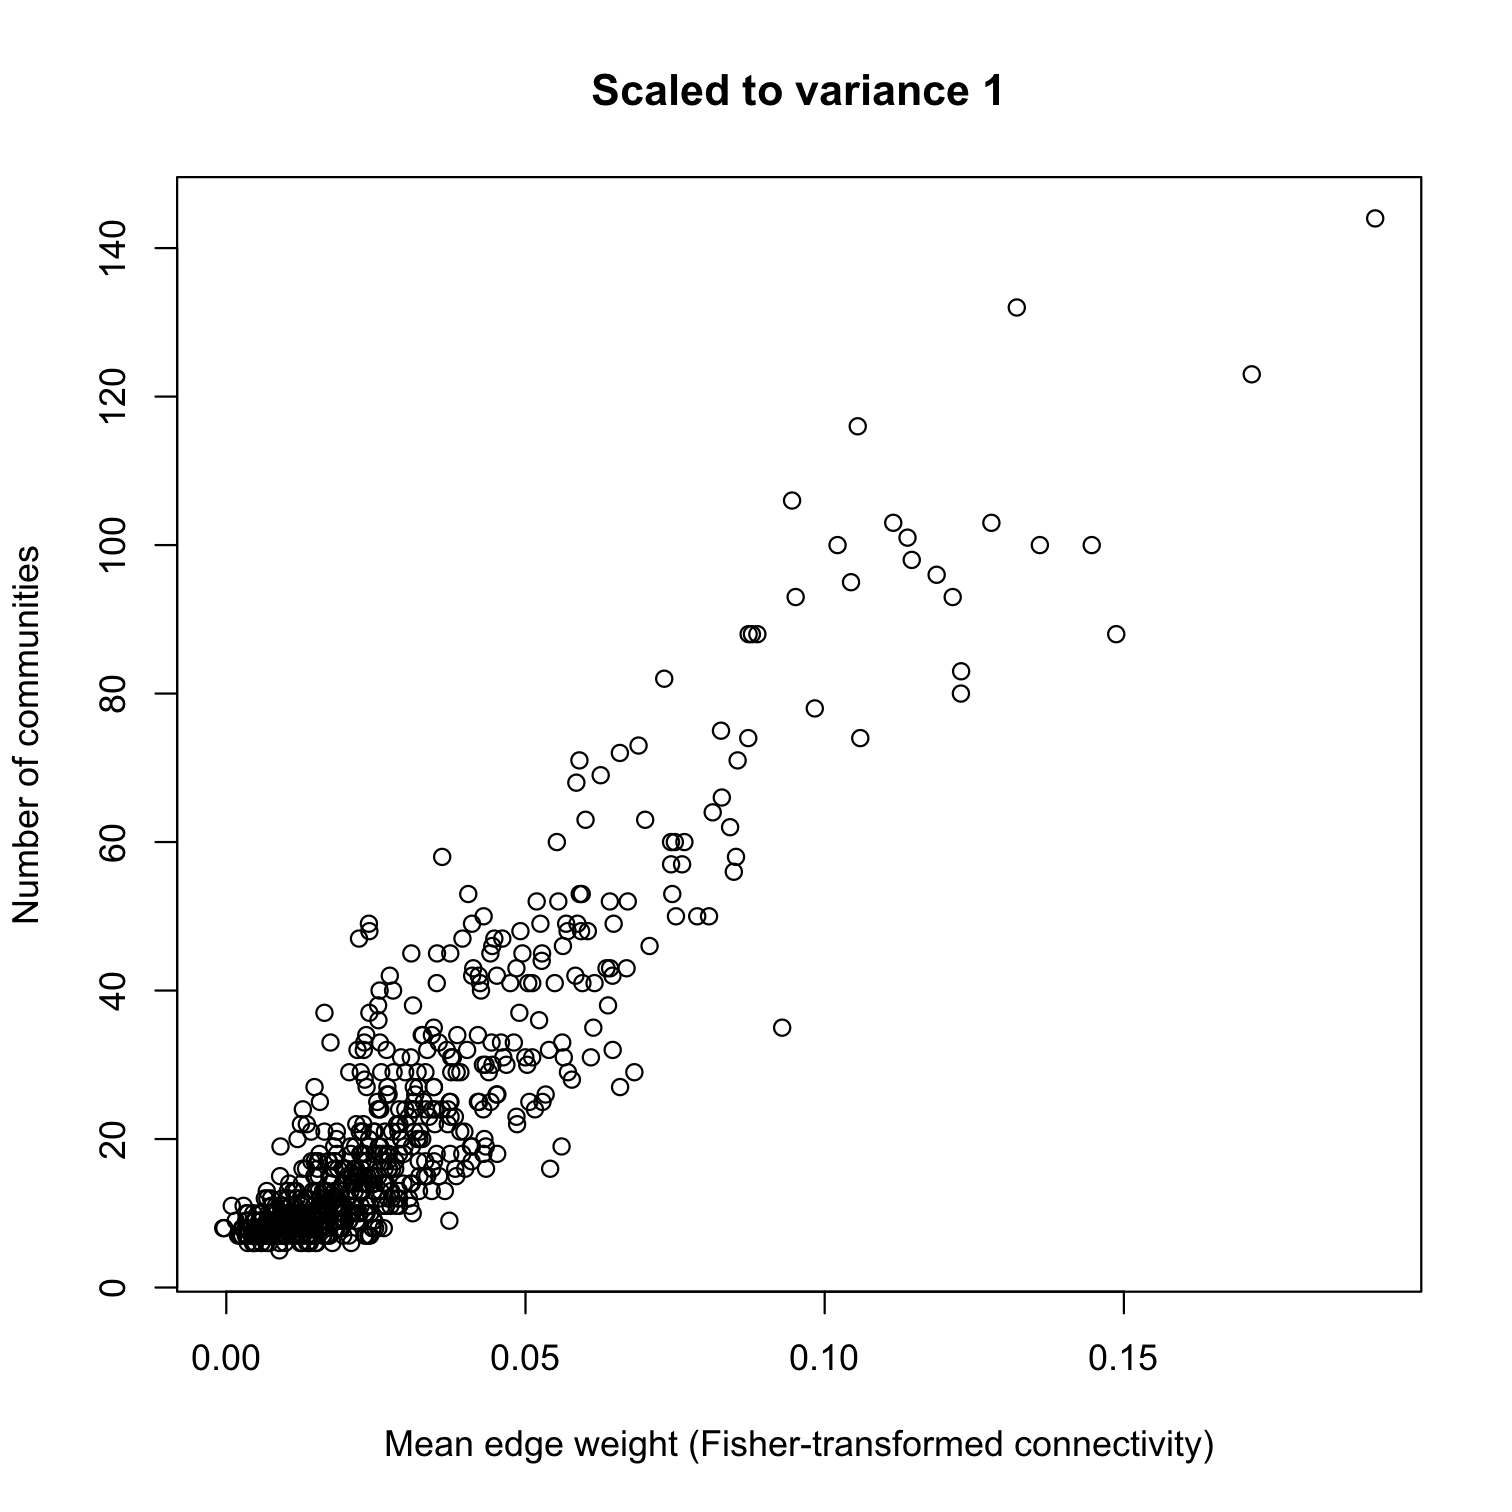 Scaled to variance 1
Number of communities
140
120
100
80
60
40
20
0
0.00 0.05 0.10 0.15
Mean edge weight (Fisher-transformed connectivity)